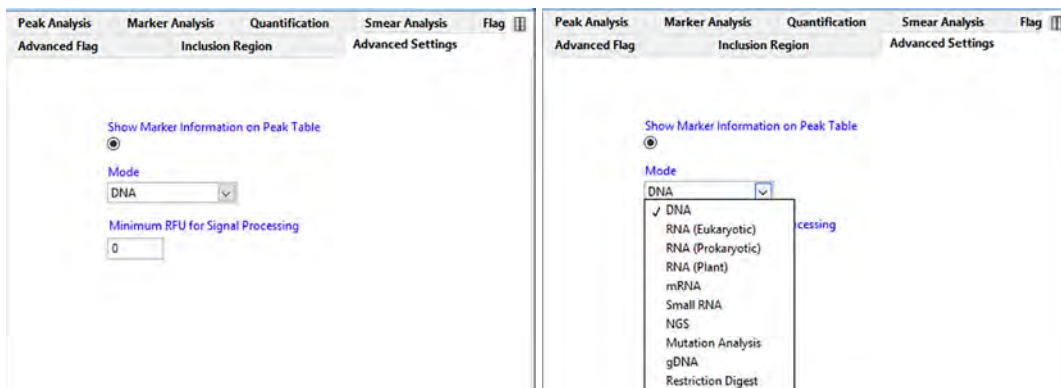 Peak Analysis Marker Analysis Quantification Smear Analysis Flag
Advanced Flag Inclusion Region Advanced Settings
Show Marker Information on Peak Table
Mode
DNA
Minimum RFU for Signal Processing
0
Peak Analysis Marker Analysis Quantification Smear Analysis Flag
Advanced Flag Inclusion Region Advanced Settings
Show Marker Information on Peak Table
Mode
DNA
✓ DNA
RNA (Eukaryotic)
RNA (Prokaryotic)
RNA (Plant)
mRNA
Small RNA
NGS
Mutation Analysis
gDNA
Restriction Digest